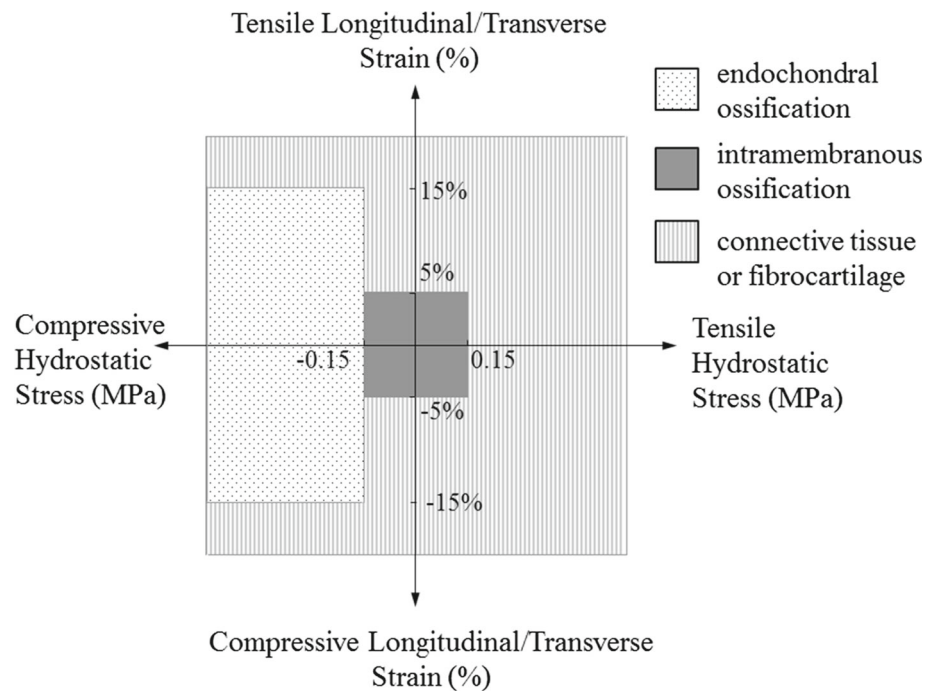 Tensile Longitudinal/Transverse
Strain (%)
endochondral
ossification
intramembranous
ossification
connective tissue
or fibrocartilage
15%
5%
Compressive
Hydrostatic
Stress (MPa)
-0.15
0.15
Tensile
Hydrostatic
Stress (MPa)
-5%
-15%
Compressive Longitudinal/Transverse
Strain (%)